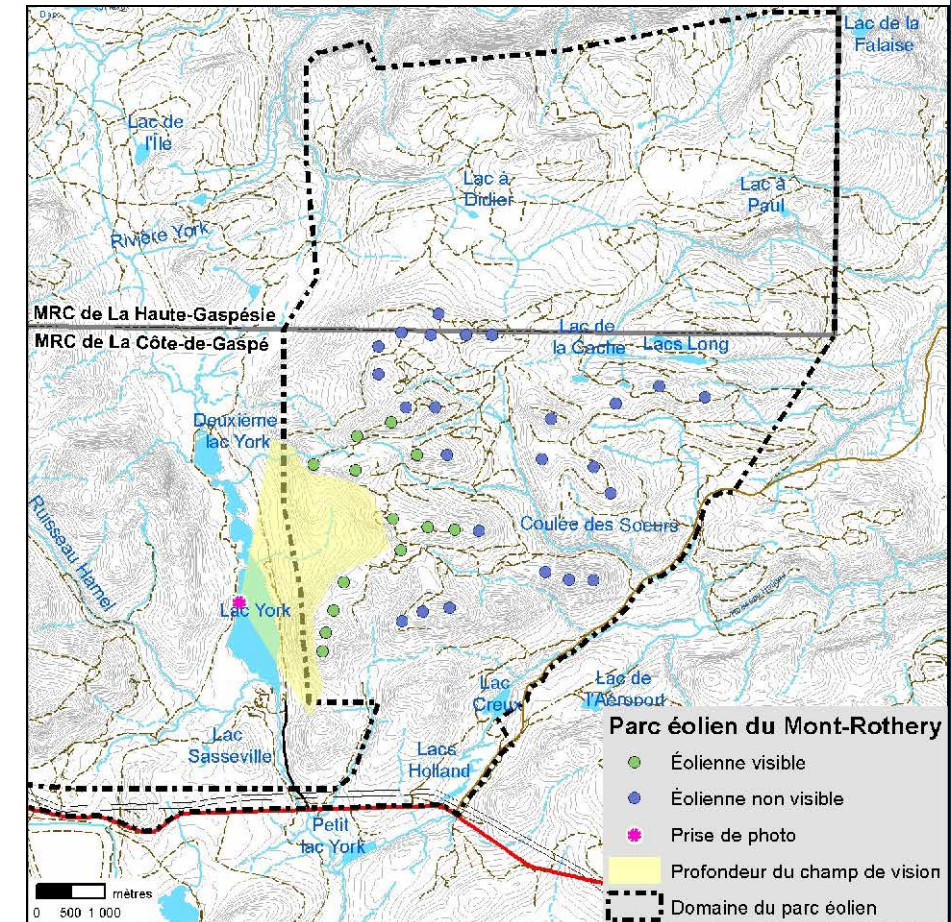 Lac de la
Falaise
Lac de
l'Île
Lac à
Didier
Lac à
Paul
Rivière York
MRC de La Haute-Gaspésie
MRC de La Côte-de-Gaspé
Lac de
la Cache
Lacs Long
Deuxième
lac York
Ruisseau Hamel
Coulée des Soeurs
Lac York
Lac
Creux
Lac de
l'Aéroport
Lac
Sasseville
Lacs
Holland
Petit
lac York
Parc éolien du Mont-Rothery
Éolienne visible
Éolienne non visible
Prise de photo
Profondeur du champ de vision
Domaine du parc éolien
mètres
0 500 1 000